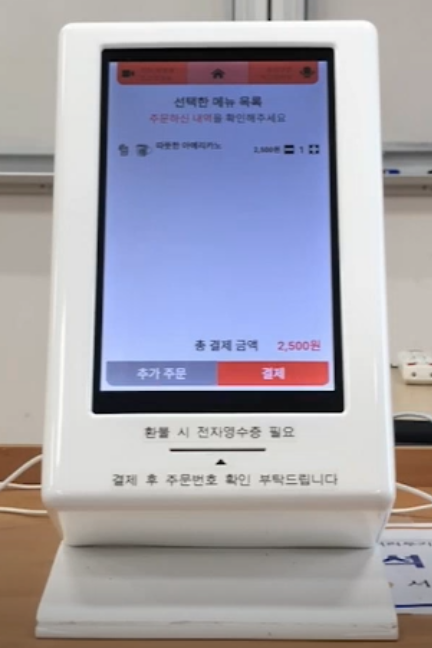 선택한 메뉴 목록
주문하신 내역을 확인해주세요
따뜻한 아메리카노 2,500원 1
총 결제 금액 2,500원
추가 주문 결제
환불 시 전자영수증 필요
결제 후 주문번호 확인 부탁드립니다
석
서